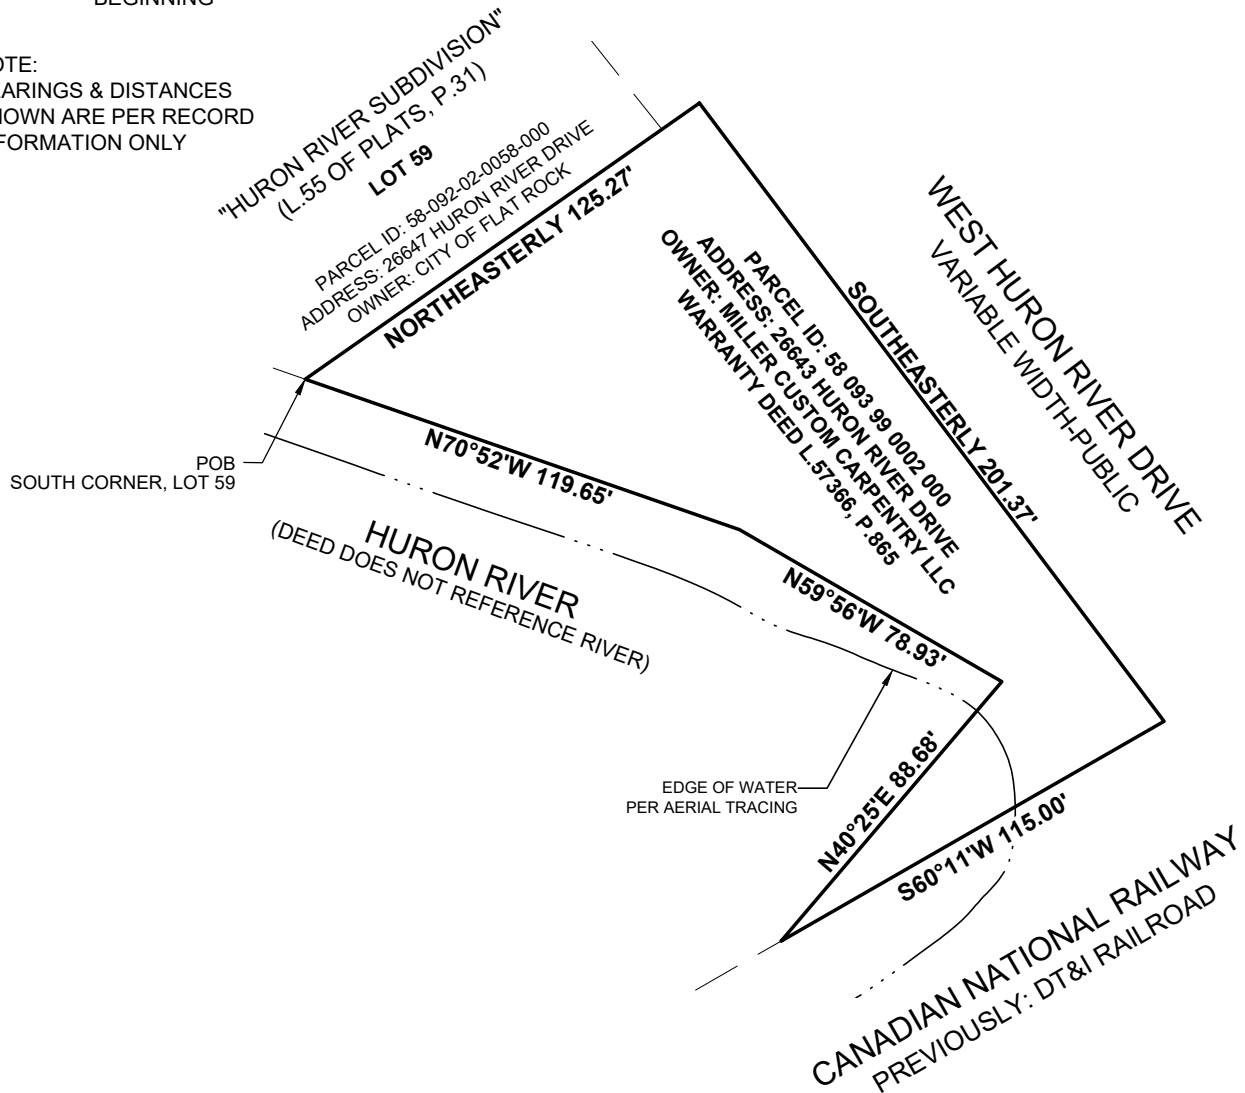 BEGINNING
OTE:
EARINGS & DISTANCES
HOWN ARE PER RECORD
FORMATION ONLY
"HURON RIVER SUBDIVISION"
(L.55 OF PLATS, P.31)
LOT 59
PARCEL ID: 58-092-02-0058-000
ADDRESS: 26647 HURON RIVER DRIVE
OWNER: CITY OF FLAT ROCK
NORTHEASTERLY 125.27'
WEST HURON RIVER DRIVE
VARIABLE WIDTH-PUBLIC
SOUTHEASTERLY 201.37'
PARCEL ID: 58 093 99 0002 000
ADDRESS: 26643 HURON RIVER DRIVE
OWNER: MILLER CUSTOM CARPENTRY LLC
WARRANTY DEED L.57366, P.865
POB
SOUTH CORNER, LOT 59
N70°52'W 119.65'
HURON RIVER
(DEED DOES NOT REFERENCE RIVER)
N59°56'W 78.93'
EDGE OF WATER
PER AERIAL TRACING
N40°25'E 88.68'
S60°11'W 115.00'
CANADIAN NATIONAL RAILWAY
PREVIOUSLY: DT&I RAILROAD